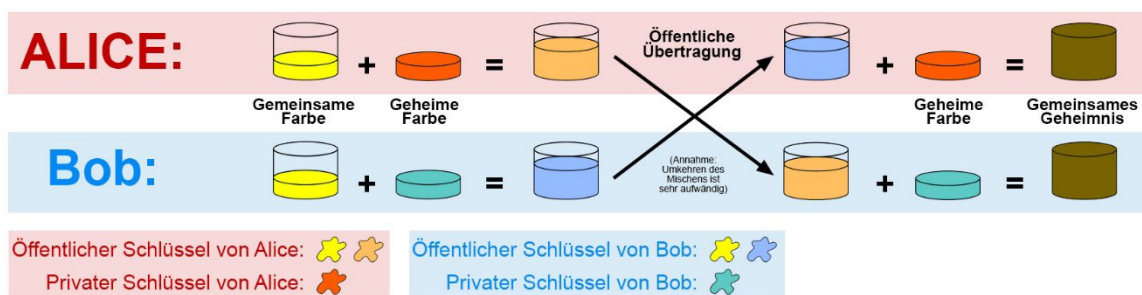 ALICE:
+
=
Öffentliche
Übertragung
+
=
Gemeinsame
Farbe
Geheime
Farbe
Geheime
Farbe
Gemeinsames
Geheimnis
Bob:
+
=
(Annahme:
Umkehren des
Mischens ist
sehr aufwändig)
+
=
Öffentlicher Schlüssel von Alice:
Privater Schlüssel von Alice:
Öffentlicher Schlüssel von Bob:
Privater Schlüssel von Bob: